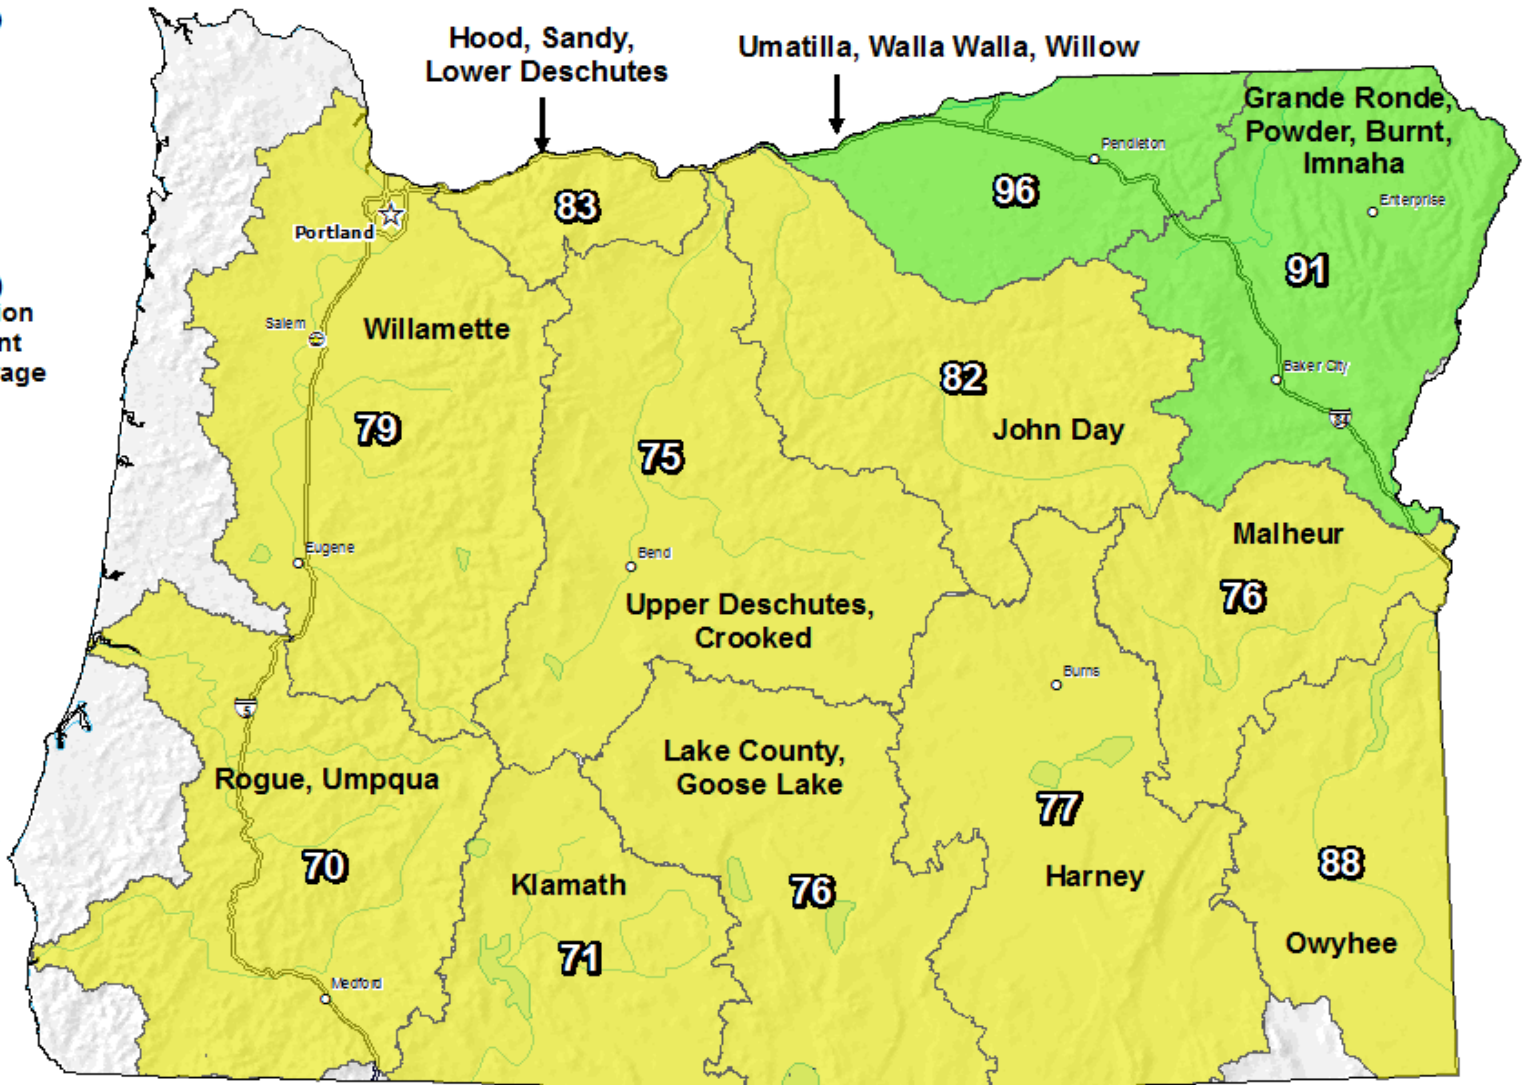 )
Hood, Sandy,
Lower Deschutes
Umatilla, Walla Walla, Willow
Grande Ronde,
Powder, Burnt,
Imnaha
Pendleton
96
Enterprise
83
Portland
91
)
ion
nt
age
Salem
Willamette
Baker City
82
John Day
84
79
75
Malheur
Eugene
Bend
76
Upper Deschutes,
Crooked
Burns
5
Lake County,
Goose Lake
Rogue, Umpqua
77
70
Klamath
76
Harney
88
71
Owyhee
Medford